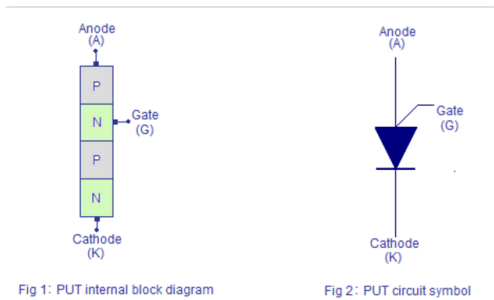 Anode
(A)
P
N
Gate
(G)
P
N
Cathode
(K)
Fig 1: PUT internal block diagram
Anode
(A)
Gate
(G)
Cathode
(K)
Fig 2: PUT circuit symbol